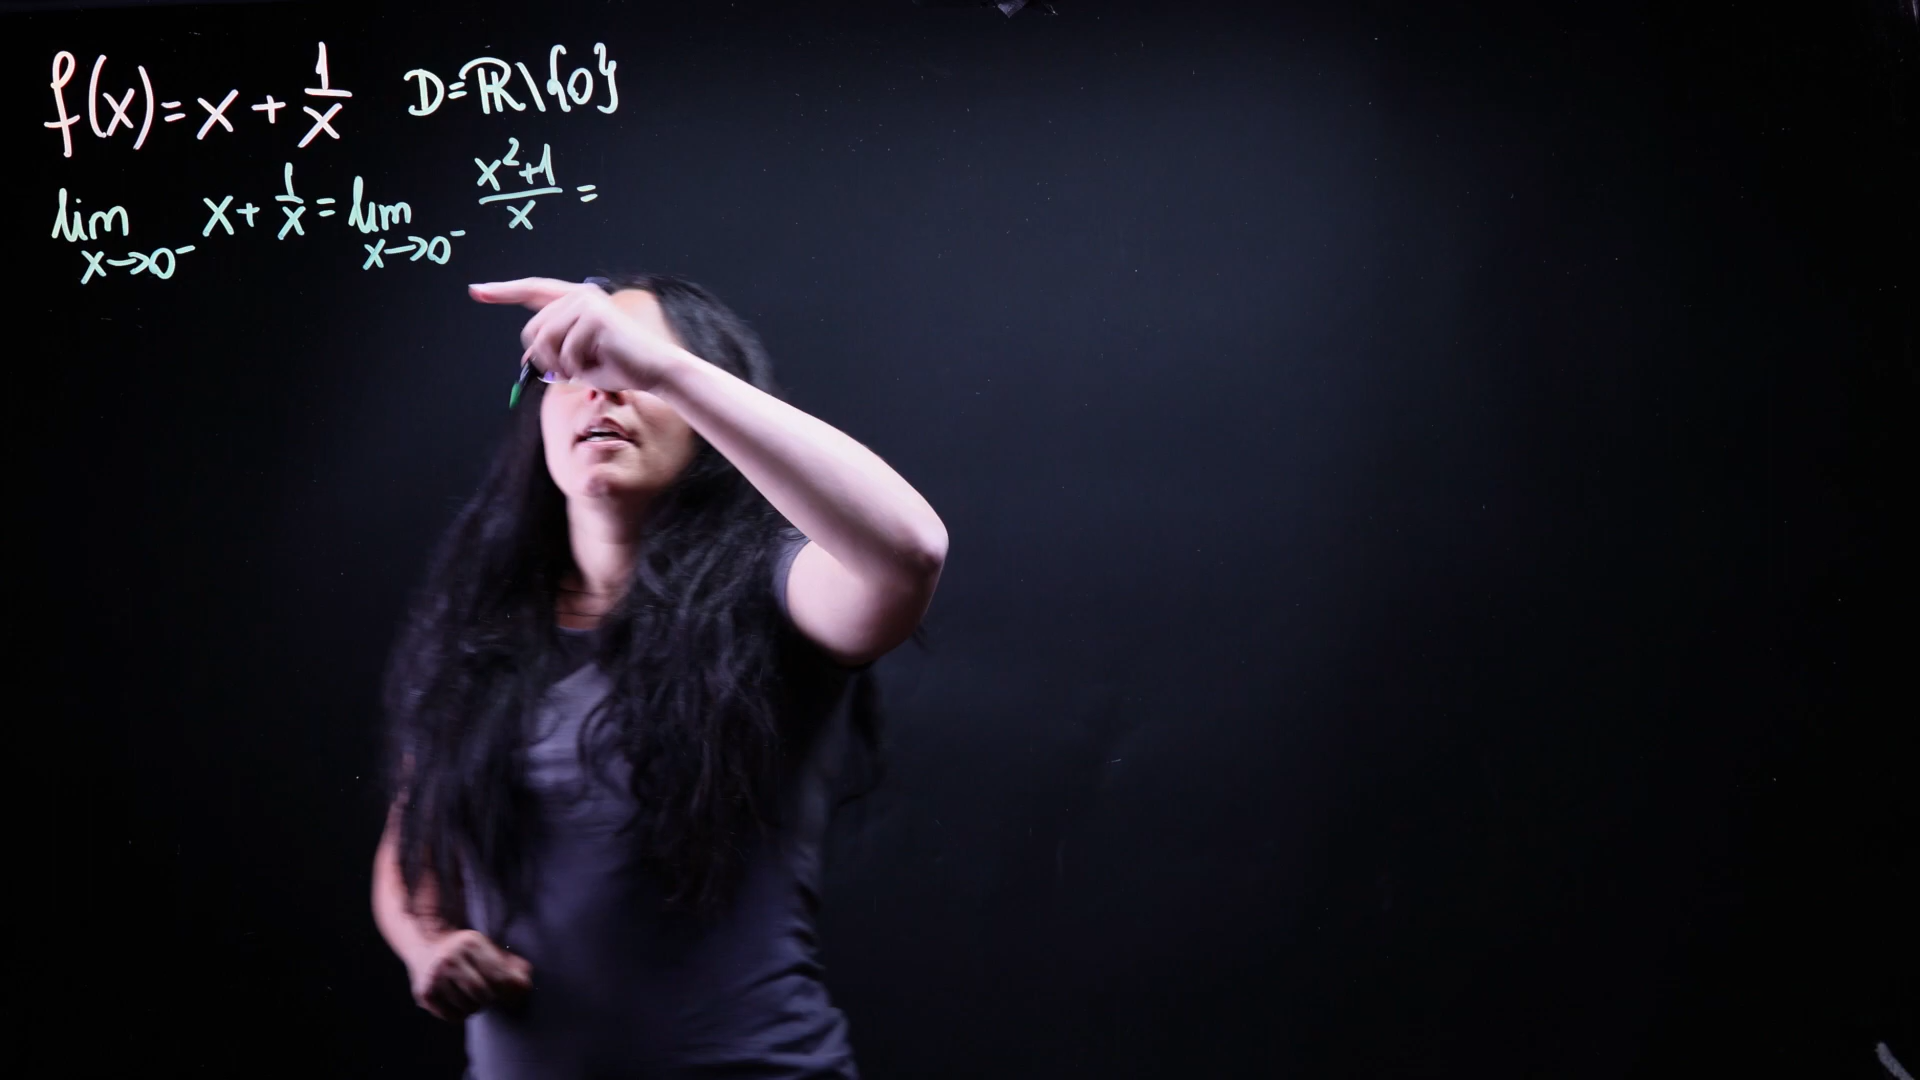 f(x)=x+1/x D=ℝ\{0}
lim x→0⁻ x+1/x=lim x→0⁻ (x²+1)/x=